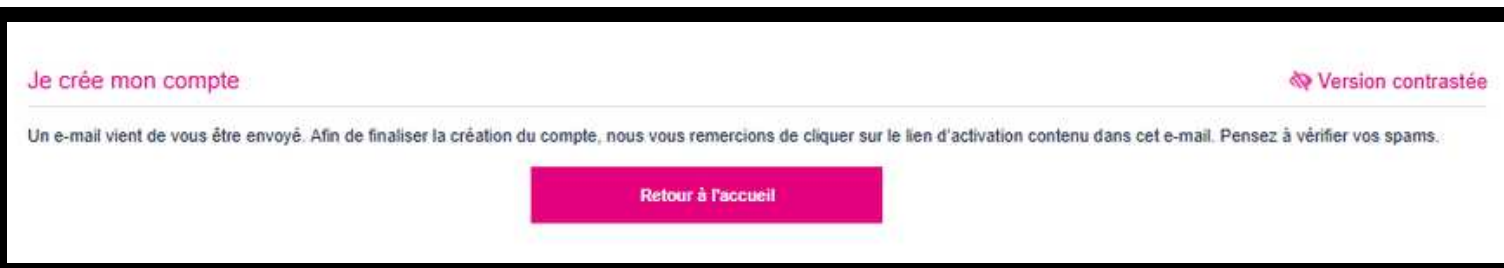 Je crée mon compte
Version contrastée
Un e-mail vient de vous être envoyé. Afin de finaliser la création du compte, nous vous remercions de cliquer sur le lien d'activation contenu dans cet e-mail. Pensez à vérifier vos spams.
Retour à l'accueil